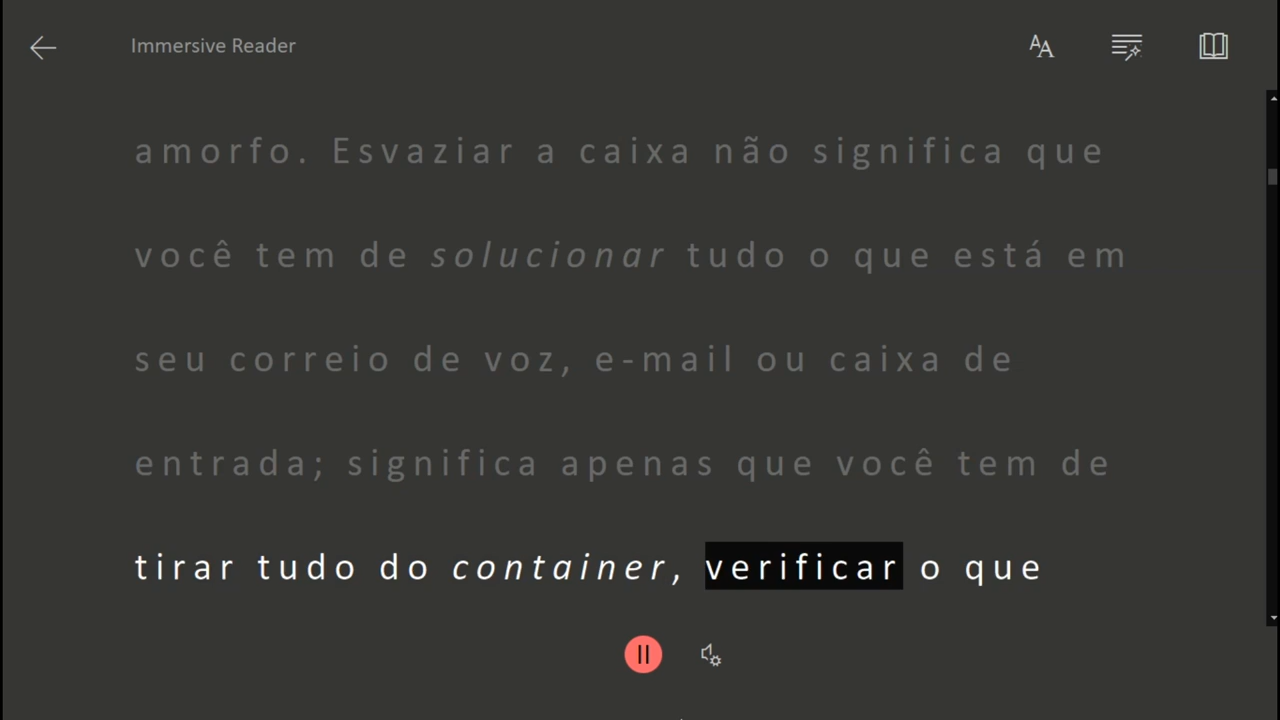 Immersive Reader
amorfo. Esvaziar a caixa não significa que
você tem de solucionar tudo o que está em
seu correio de voz, e-mail ou caixa de
entrada; significa apenas que você tem de
tirar tudo do container, verificar o que